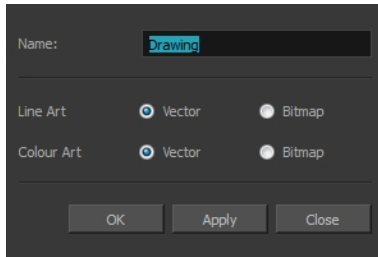 Name: Drawing
Line Art Vector Bitmap
Colour Art Vector Bitmap
OK Apply Close